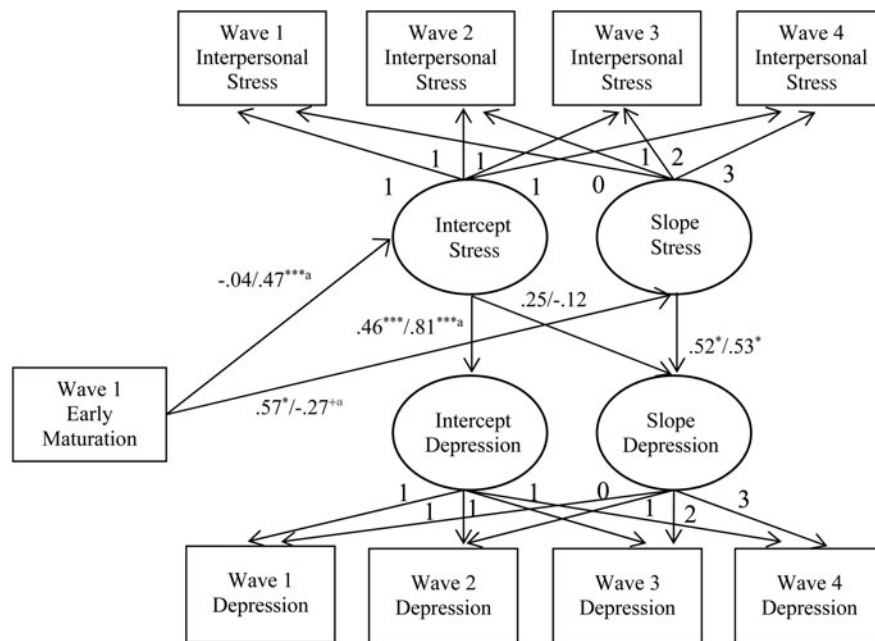 Wave 1
Interpersonal
Stress
Wave 2
Interpersonal
Stress
Wave 3
Interpersonal
Stress
Wave 4
Interpersonal
Stress
1
1
1
1
0
1
2
3
Intercept
Stress
Slope
Stress
-.04/.47***a
.25/-.12
.46***/.81***a
.52*/.53*
Wave 1
Early
Maturation
.57*/-.27+a
Intercept
Depression
Slope
Depression
1
1
1
1
0
1
2
3
Wave 1
Depression
Wave 2
Depression
Wave 3
Depression
Wave 4
Depression